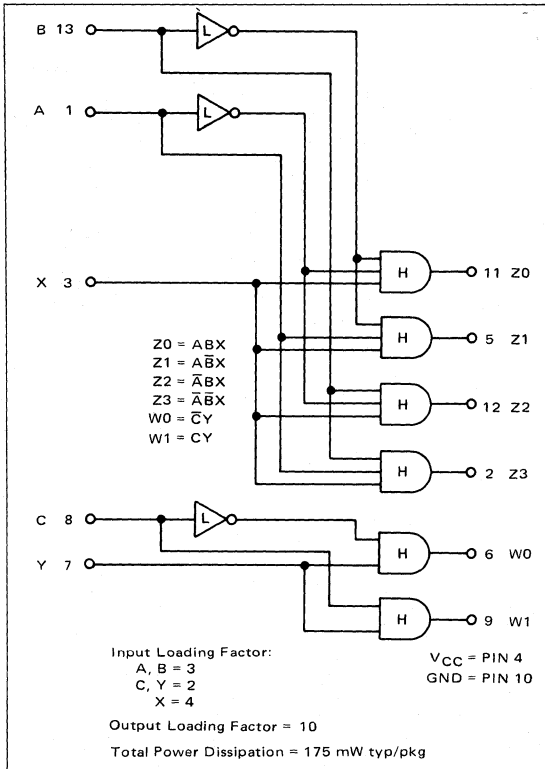 B 13
L
A 1
L
X 3
H
11 Z0
H
5 Z1
H
12 Z2
H
2 Z3
Z0 = ABX
Z1 = AB̅X
Z2 = A̅BX
Z3 = A̅B̅X
W0 = C̅Y
W1 = CY
C 8
L
Y 7
H
6 W0
H
9 W1
Input Loading Factor:
A, B = 3
C, Y = 2
X = 4
VCC = PIN 4
GND = PIN 10
Output Loading Factor = 10
Total Power Dissipation = 175 mW typ/pkg